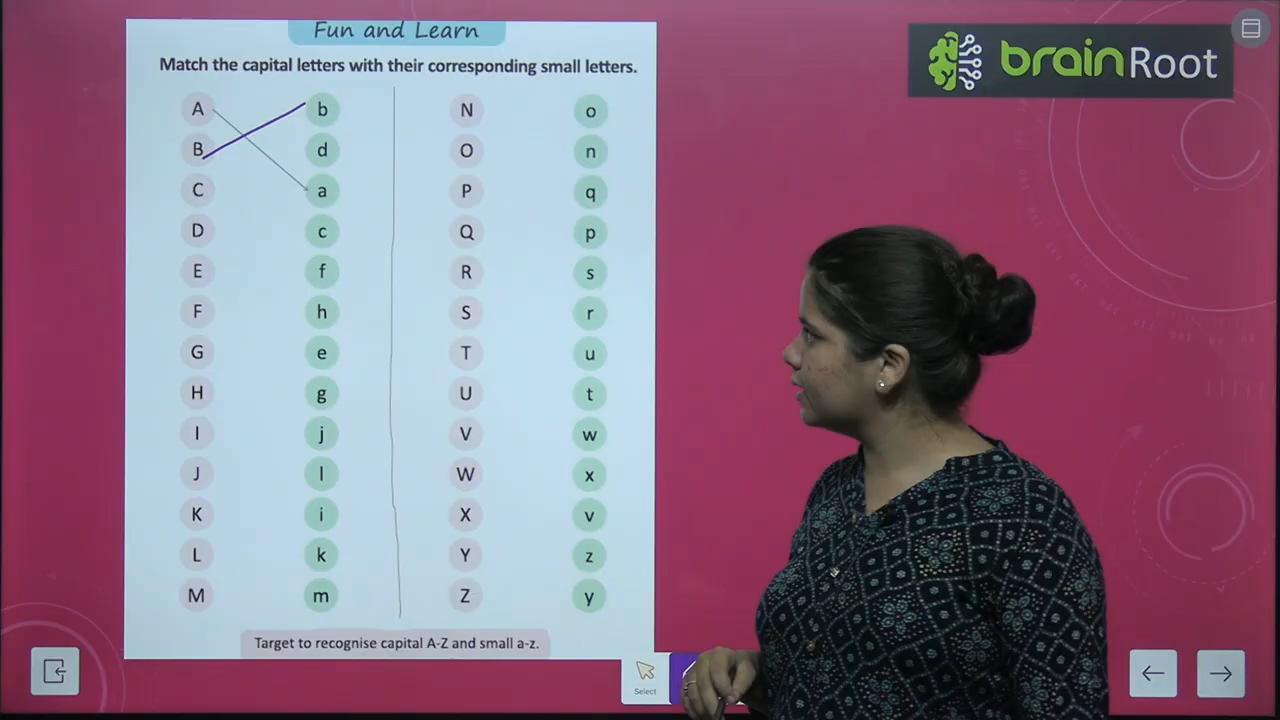 Fun and Learn
brainRoot
Match the capital letters with their corresponding small letters.
A b N o
B d O n
C a P q
D c Q p
E f R s
F h S r
G e T u
H g U t
I j V w
J l W x
K i X v
L k Y z
M m Z y
Target to recognise capital A-Z and small a-z.
Select